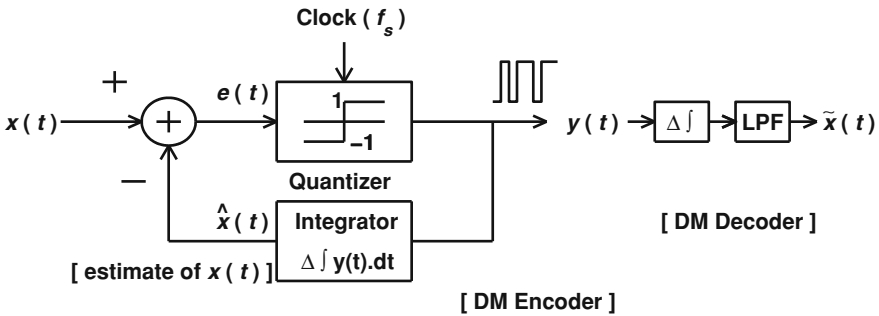 Clock ( f_s )
+
x ( t )
+
e ( t )
1
−1
y ( t )
Δ ∫
LPF
x̃ ( t )
−
Quantizer
x̂ ( t )
Integrator
Δ ∫ y(t).dt
[ DM Decoder ]
[ estimate of x ( t ) ]
[ DM Encoder ]